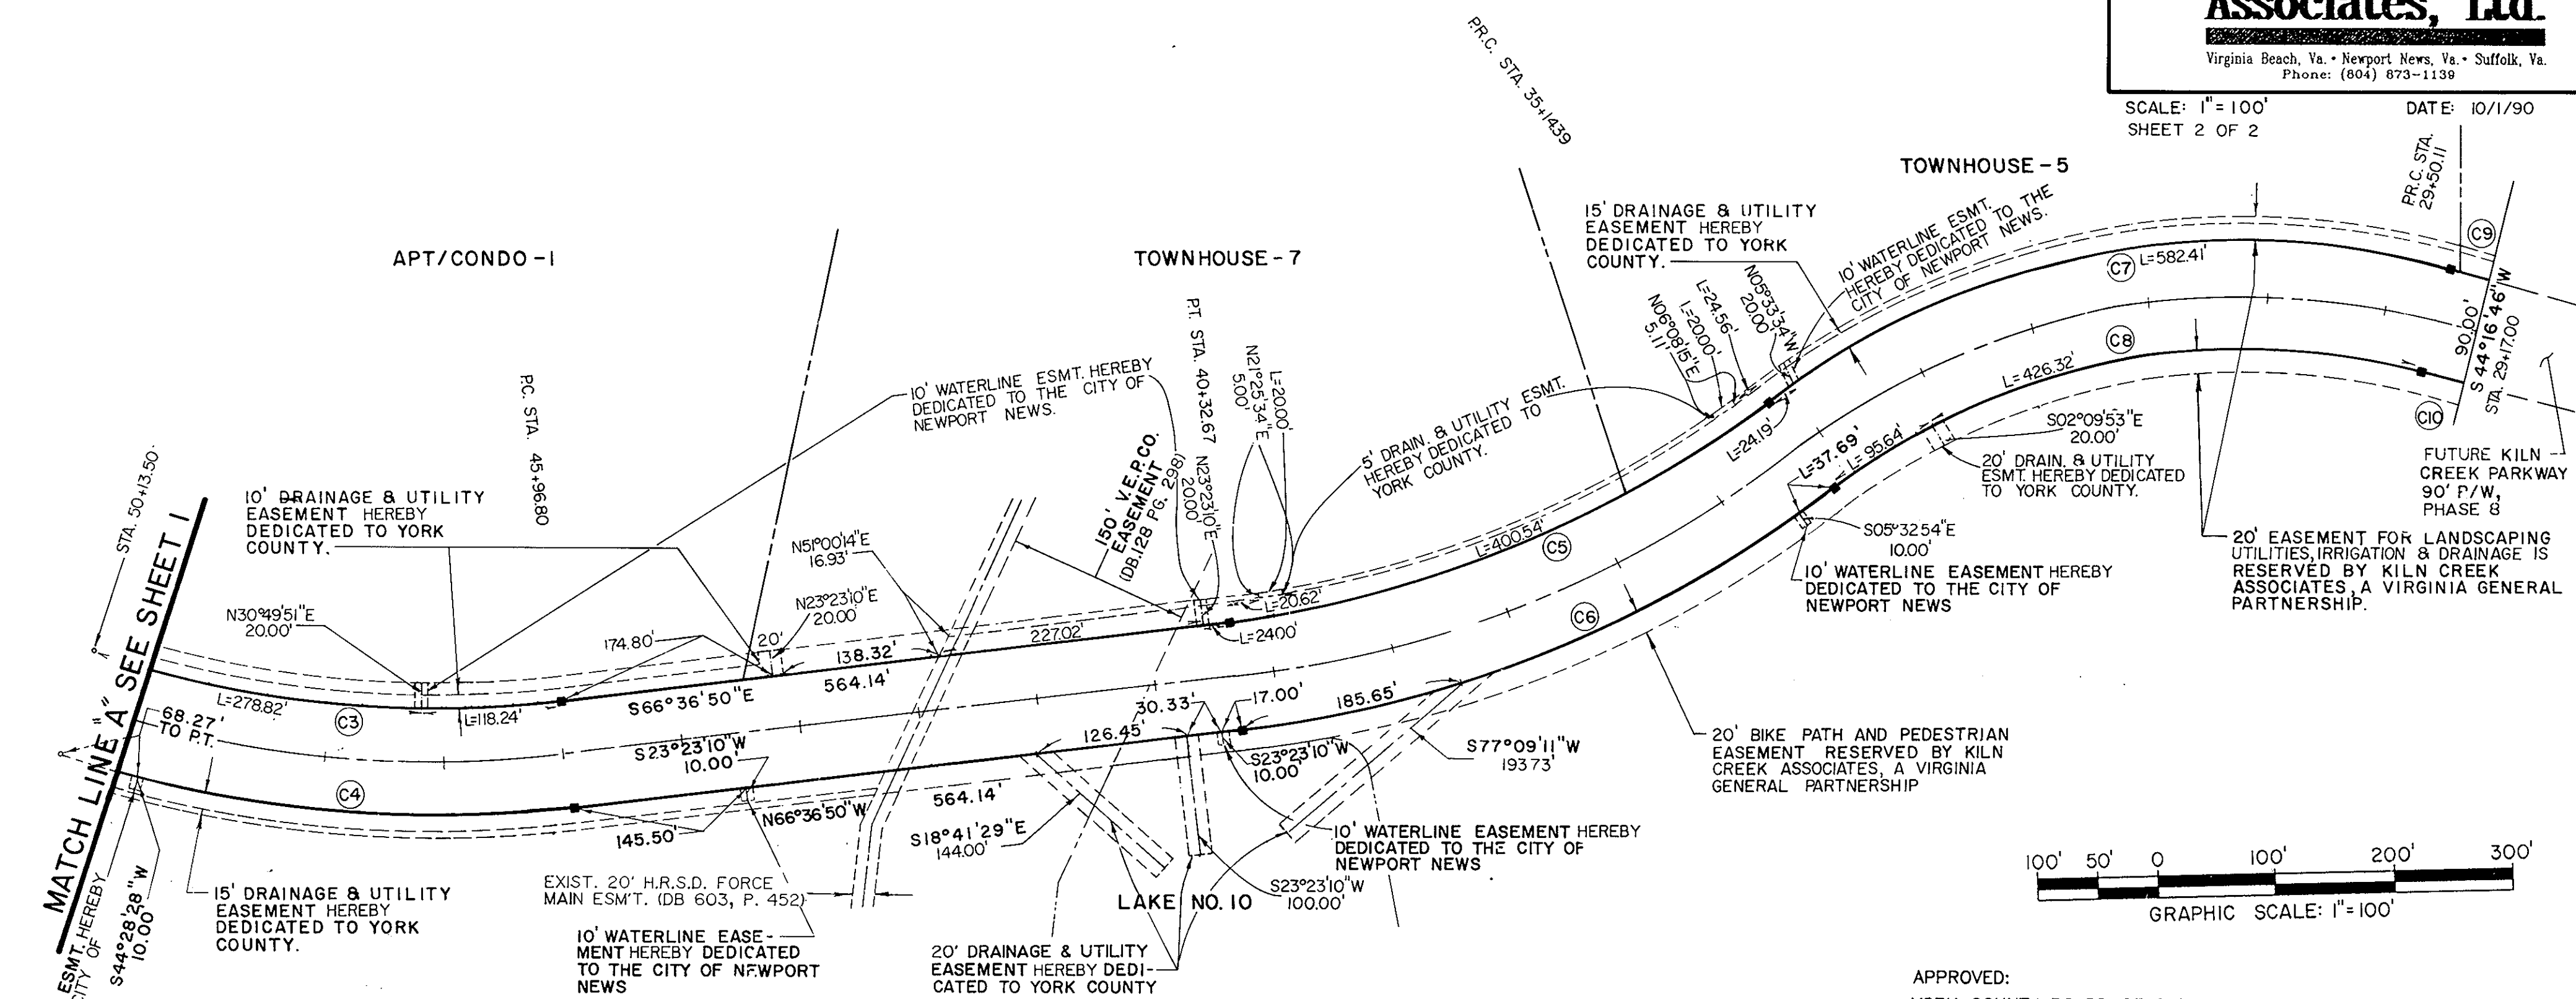 Associates, Ltd.
Virginia Beach, Va. • Newport News, Va. • Suffolk, Va.
Phone: (804) 873-1139
SCALE: 1" = 100'
DATE: 10/1/90
SHEET 2 OF 2
P.R.C. STA. 35+14.39
TOWNHOUSE - 5
P.R.C. STA.
29+50.11
15' DRAINAGE & UTILITY
EASEMENT HEREBY
DEDICATED TO YORK
COUNTY.
10' WATERLINE ESMT.
HEREBY DEDICATED TO THE
CITY OF NEWPORT NEWS.
C9
C7
L=582.41'
APT/CONDO - 1
TOWNHOUSE - 7
N05°33'34"W
20.00'
L=24.56'
L=20.00'
N06°08'15"E
5.11'
90.00'
S 44°16'46" W
STA. 29+17.00
C8
L=426.32'
C10
P.T. STA. 40+32.67
N21°25'34"E
5.00'
L=20.00'
10' WATERLINE ESMT. HEREBY
DEDICATED TO THE CITY OF
NEWPORT NEWS.
P.C. STA. 45+96.80
5' DRAIN. & UTILITY ESMT.
HEREBY DEDICATED TO
YORK COUNTY.
L=24.19'
L=37.69'
L=95.64'
S02°09'53"E
20.00'
20' DRAIN. & UTILITY
ESMT. HEREBY DEDICATED
TO YORK COUNTY.
FUTURE KILN
CREEK PARKWAY
90' R/W,
PHASE 8
STA. 50+13.50'
10' DRAINAGE & UTILITY
EASEMENT HEREBY
DEDICATED TO YORK
COUNTY.
150' V.E.P.CO.
EASEMENT
(DB.128 PG. 298)
N23°23'10"E
20.00'
N51°00'14"E
16.93'
L=400.54'
C5
S05°32'54"E
10.00'
10' WATERLINE EASEMENT HEREBY
DEDICATED TO THE CITY OF
NEWPORT NEWS
20' EASEMENT FOR LANDSCAPING
UTILITIES, IRRIGATION & DRAINAGE IS
RESERVED BY KILN CREEK
ASSOCIATES, A VIRGINIA GENERAL
PARTNERSHIP.
N30°49'51"E
20.00'
N23°23'10"E
20.00'
L=20.62'
L=24.00'
C6
174.80'
20'
138.32'
227.02'
564.14'
S66°36'50"E
L=278.82'
C3
L=118.24'
MATCH LINE "A" SEE SHEET 1
68.27'
TO P.T.
30.33'
17.00'
185.65'
126.45'
S23°23'10"W
10.00'
S23°23'10"W
10.00'
S77°09'11"W
193.73'
20' BIKE PATH AND PEDESTRIAN
EASEMENT RESERVED BY KILN
CREEK ASSOCIATES, A VIRGINIA
GENERAL PARTNERSHIP
C4
564.14'
N66°36'50"W
145.50'
S18°41'29"E
144.00'
10' WATERLINE EASEMENT HEREBY
DEDICATED TO THE CITY OF
NEWPORT NEWS
100' 50' 0 100' 200' 300'
GRAPHIC SCALE: 1"=100'
ESMT. HEREBY
CITY OF
S44°28'28"W
10.00'
15' DRAINAGE & UTILITY
EASEMENT HEREBY
DEDICATED TO YORK
COUNTY.
EXIST. 20' H.R.S.D. FORCE
MAIN ESM'T. (DB 603, P. 452)
S23°23'10"W
100.00'
LAKE NO. 10
10' WATERLINE EASE-
MENT HEREBY DEDICATED
TO THE CITY OF NEWPORT
NEWS
20' DRAINAGE & UTILITY
EASEMENT HEREBY DEDI-
CATED TO YORK COUNTY
APPROVED: